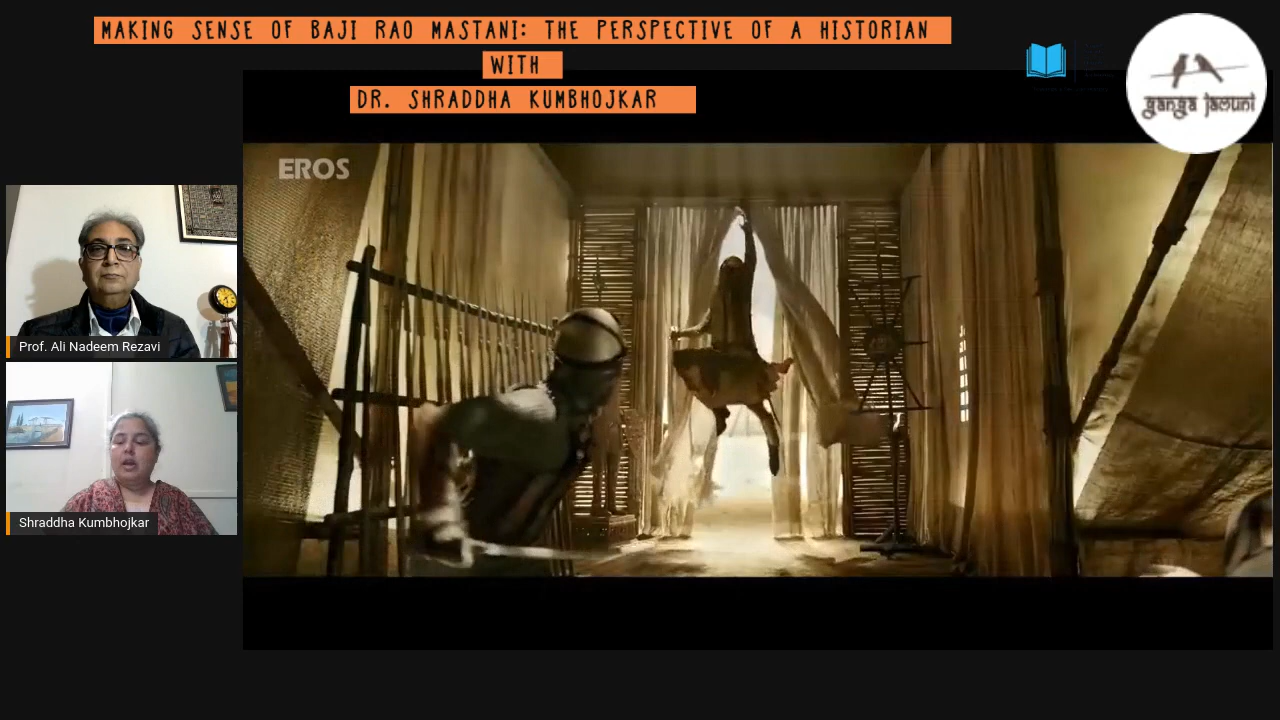 MAKING SENSE OF BAJI RAO MASTANI: THE PERSPECTIVE OF A HISTORIAN
WITH
DR. SHRADDHA KUMBHOJKAR
ganga jamuni
EROS
Prof. Ali Nadeem Rezavi
Shraddha Kumbhojkar